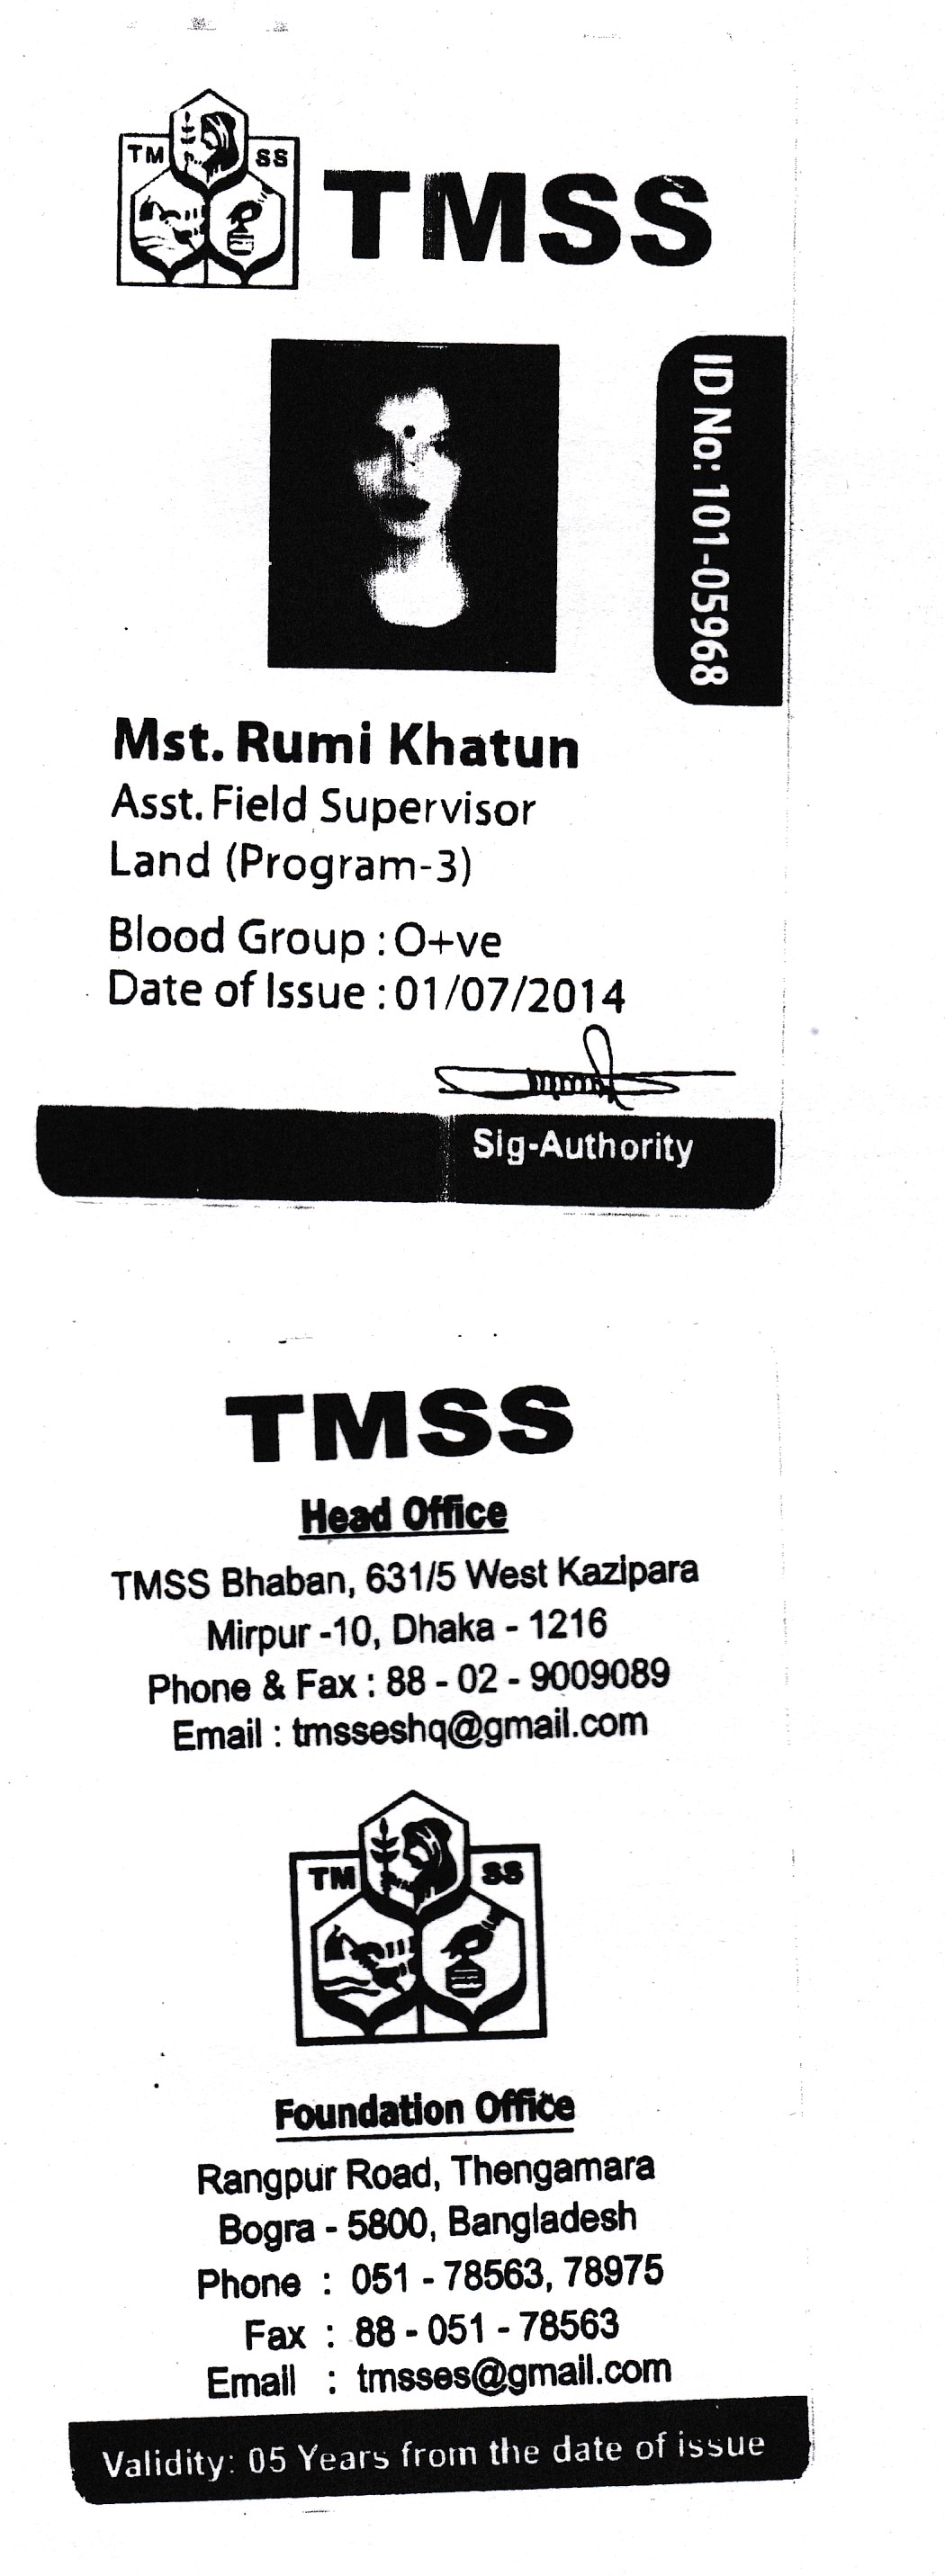 TM SS
TMSS
ID No: 101-05968
Mst. Rumi Khatun
Asst. Field Supervisor
Land (Program-3)
Blood Group : O+ve
Date of Issue : 01/07/2014
Sig-Authority
TMSS
Head Office
TMSS Bhaban, 631/5 West Kazipara
Mirpur -10, Dhaka - 1216
Phone & Fax : 88 - 02 - 9009089
Email : tmsseshq@gmail.com
TM SS
Foundation Office
Rangpur Road, Thengamara
Bogra - 5800, Bangladesh
Phone : 051 - 78563, 78975
Fax : 88 - 051 - 78563
Email : tmsses@gmail.com
Validity: 05 Years from the date of issue